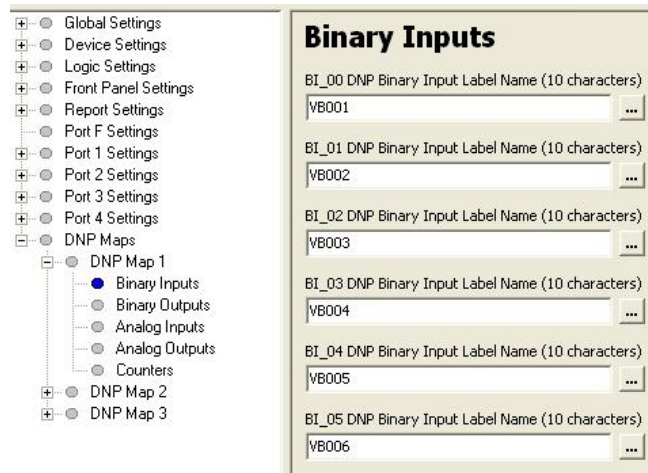 Global Settings
Device Settings
Logic Settings
Front Panel Settings
Report Settings
Port F Settings
Port 1 Settings
Port 2 Settings
Port 3 Settings
Port 4 Settings
DNP Maps
DNP Map 1
Binary Inputs
Binary Outputs
Analog Inputs
Analog Outputs
Counters
DNP Map 2
DNP Map 3
Binary Inputs
BI_00 DNP Binary Input Label Name (10 characters)
VB001
...
BI_01 DNP Binary Input Label Name (10 characters)
VB002
...
BI_02 DNP Binary Input Label Name (10 characters)
VB003
...
BI_03 DNP Binary Input Label Name (10 characters)
VB004
...
BI_04 DNP Binary Input Label Name (10 characters)
VB005
...
BI_05 DNP Binary Input Label Name (10 characters)
VB006
...